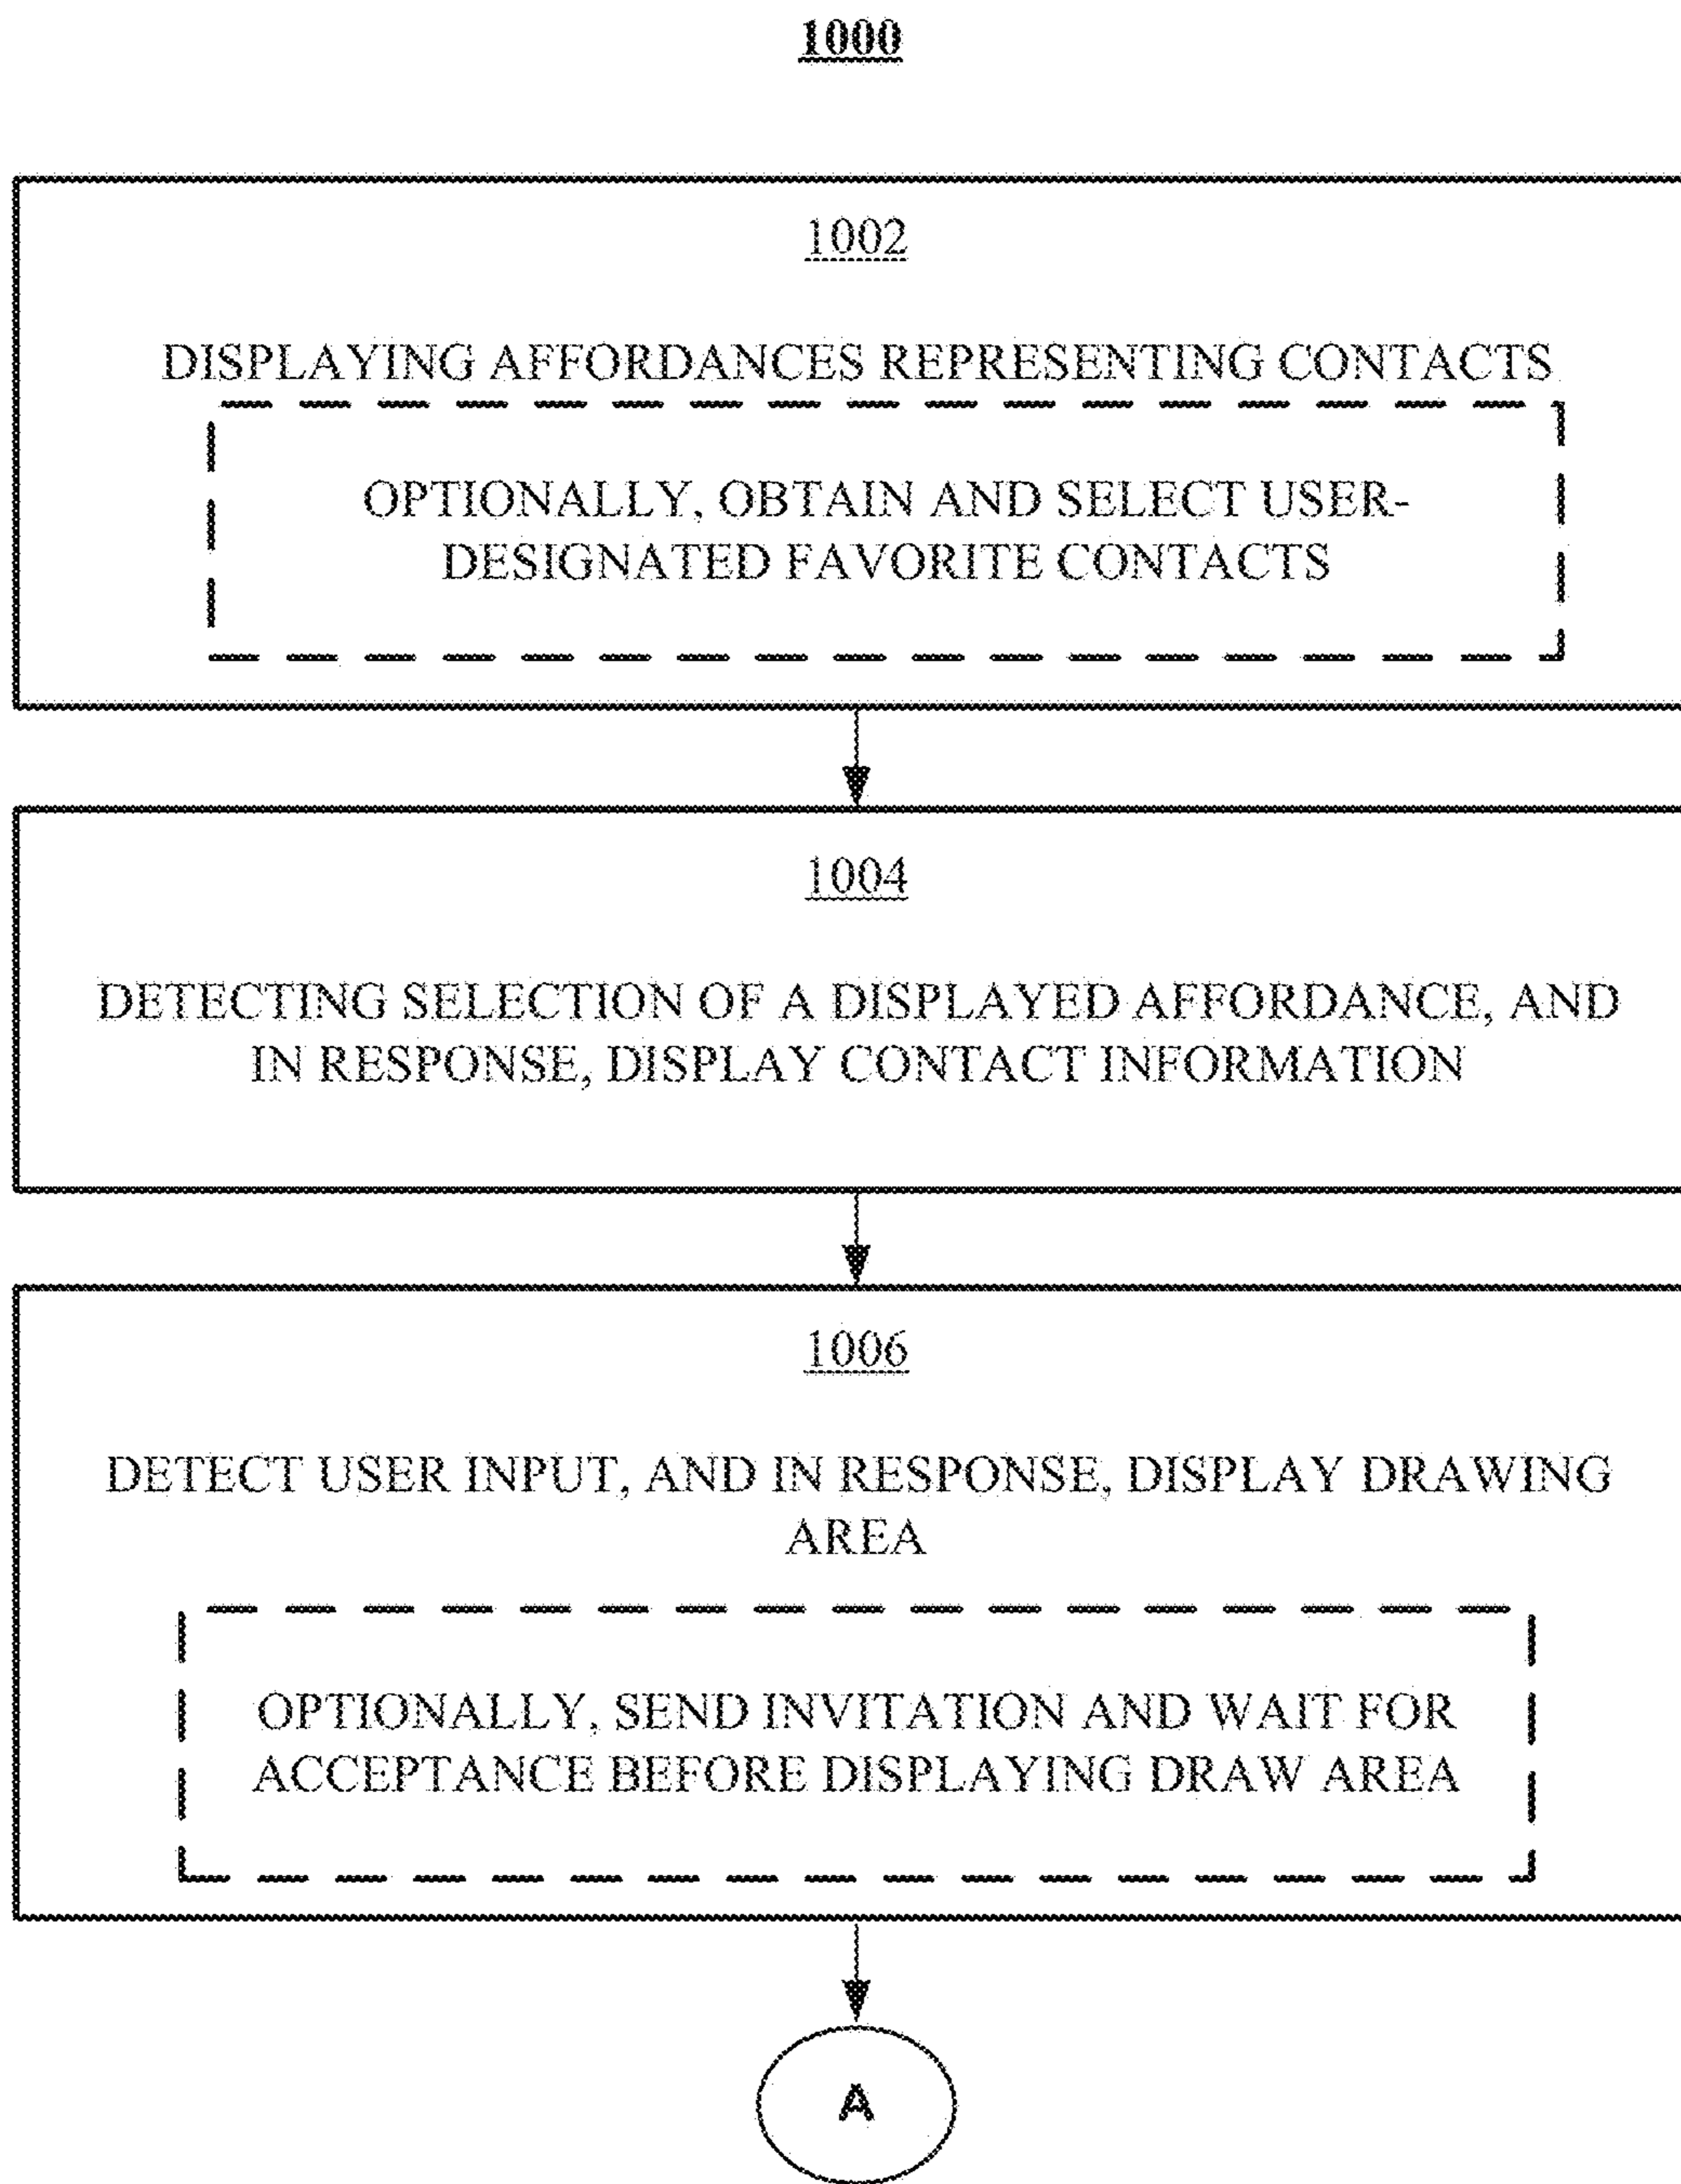 1000
1002
DISPLAYING AFFORDANCES REPRESENTING CONTACTS
OPTIONALLY, OBTAIN AND SELECT USER-
DESIGNATED FAVORITE CONTACTS
1004
DETECTING SELECTION OF A DISPLAYED AFFORDANCE, AND
IN RESPONSE, DISPLAY CONTACT INFORMATION
1006
DETECT USER INPUT, AND IN RESPONSE, DISPLAY DRAWING
AREA
OPTIONALLY, SEND INVITATION AND WAIT FOR
ACCEPTANCE BEFORE DISPLAYING DRAW AREA
A